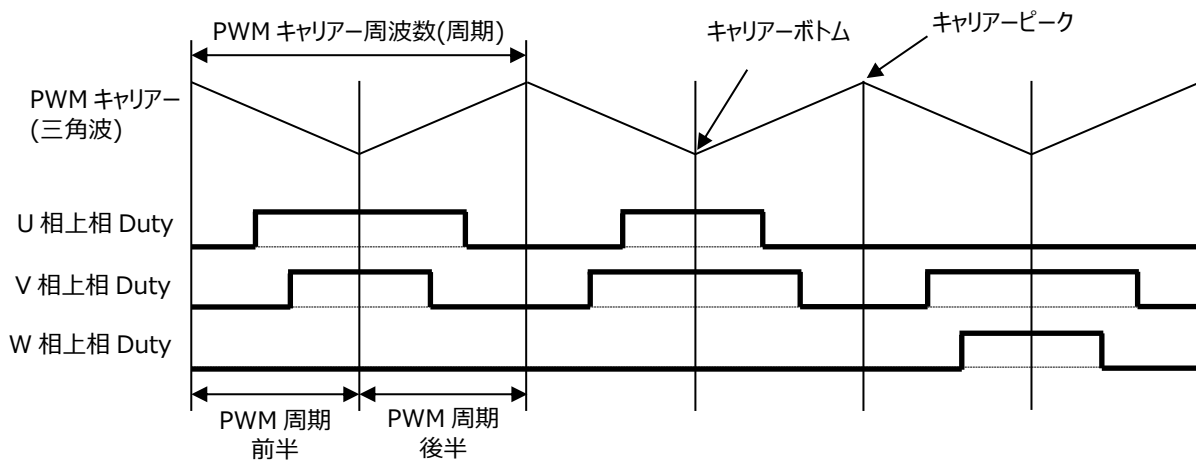 PWM キャリアー周波数(周期)
キャリアーボトム
キャリアーピーク
PWM キャリアー
(三角波)
U 相上相 Duty
V 相上相 Duty
W 相上相 Duty
PWM 周期
前半
PWM 周期
後半